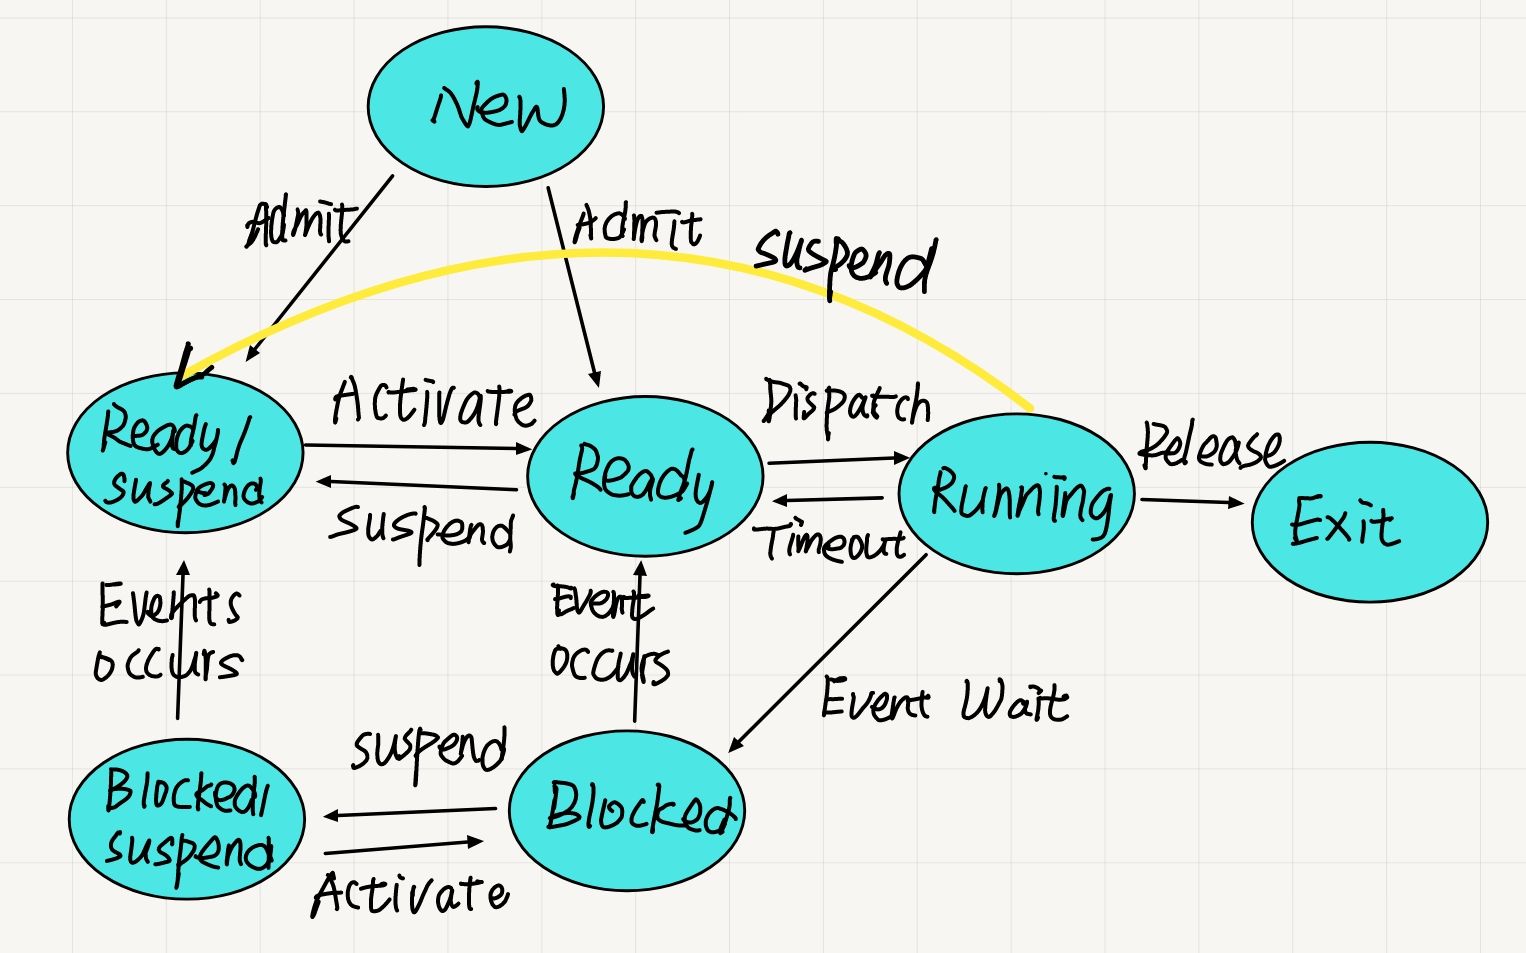 New
Admit
Admit
suspend
Activate
Dispatch
Release
Ready/
suspend
Ready
Running
Exit
suspend
Timeout
Events
occurs
Event
occurs
Event Wait
suspend
Blocked/
suspend
Blocked
Activate